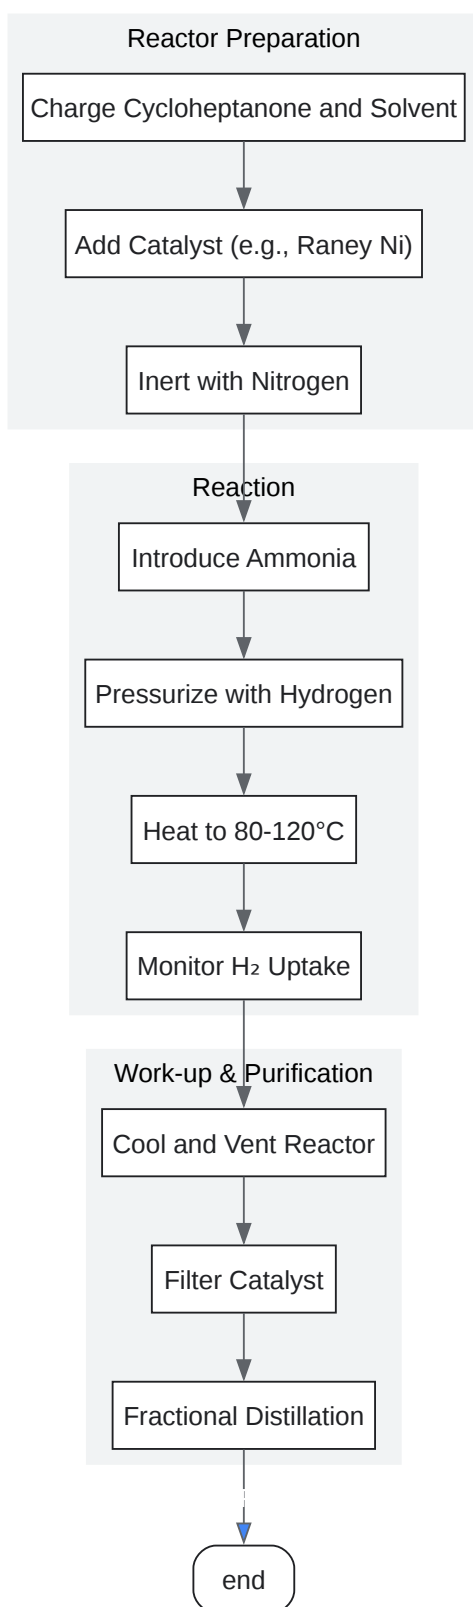 Reactor Preparation
Charge Cycloheptanone and Solvent
Add Catalyst (e.g., Raney Ni)
Inert with Nitrogen
Reaction
Introduce Ammonia
Pressurize with Hydrogen
Heat to 80-120°C
Monitor H₂ Uptake
Work-up & Purification
Cool and Vent Reactor
Filter Catalyst
Fractional Distillation
end